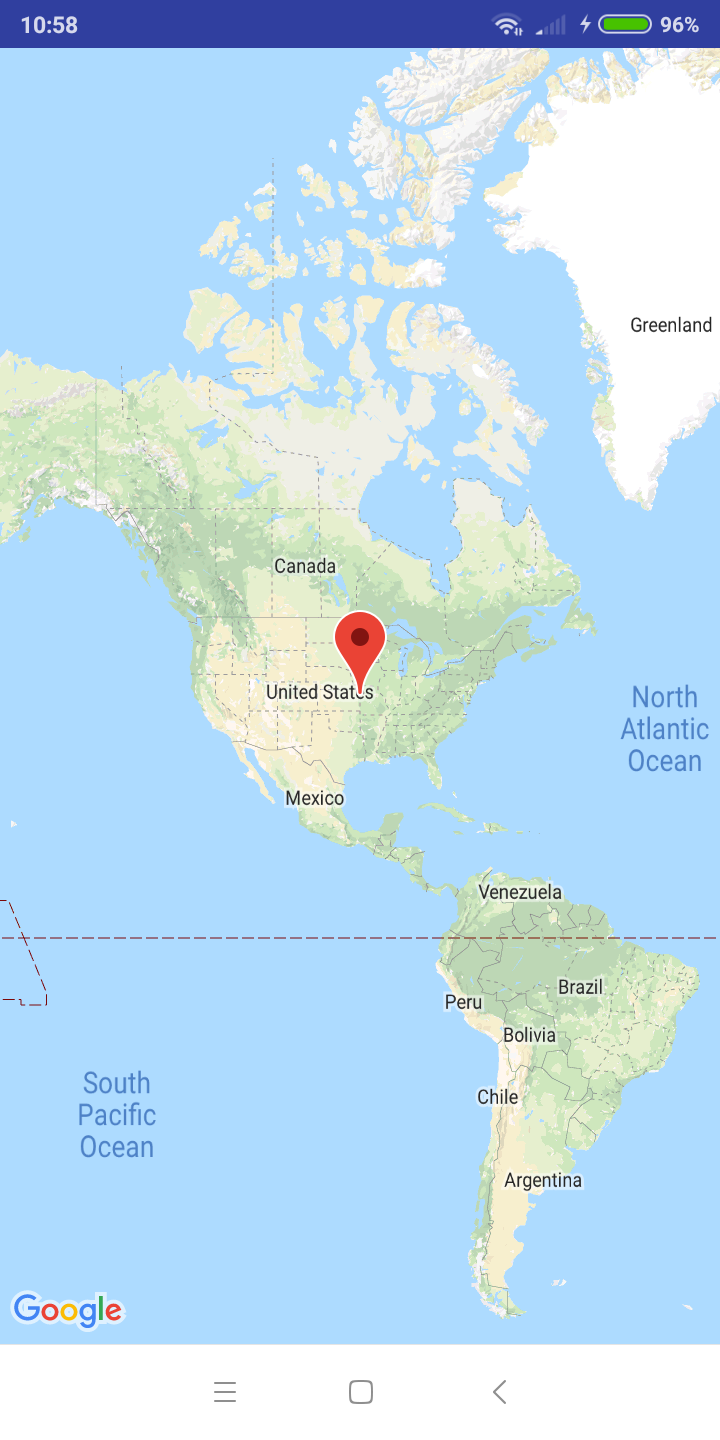 10:58
96%
Greenland
Canada
United States
North
Atlantic
Ocean
Mexico
Venezuela
Brazil
Peru
Bolivia
South
Pacific
Ocean
Chile
Argentina
Google